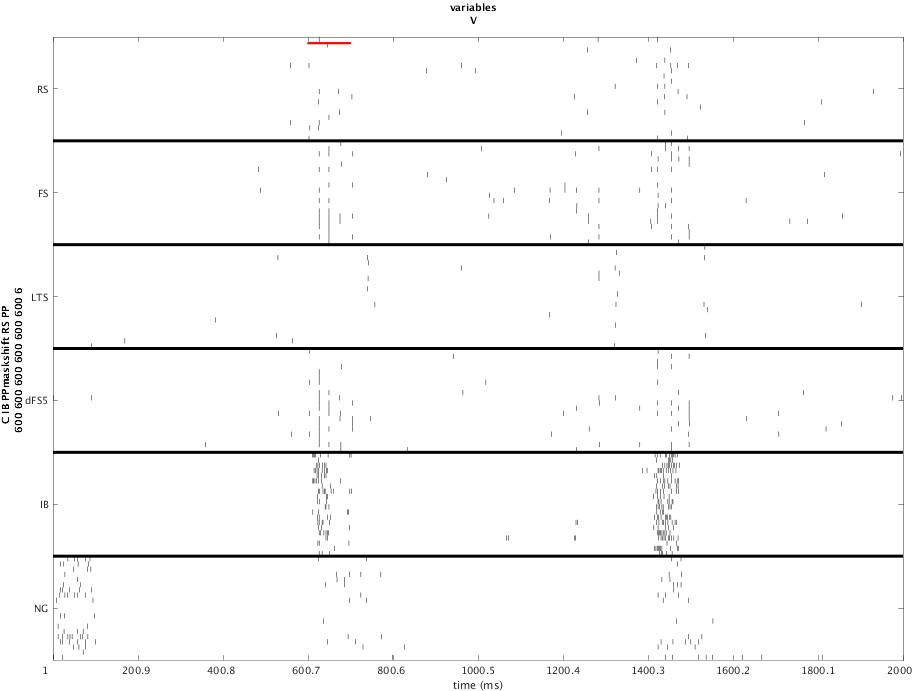 variables
V
RS
FS
LTS
dFS5
IB
NG
C IB PPmaskshift RS PP
600 600 600 600 600 600 6
1
200.9
400.8
600.7
800.6
1000.5
1200.4
1400.3
1600.2
1800.1
2000
time (ms)